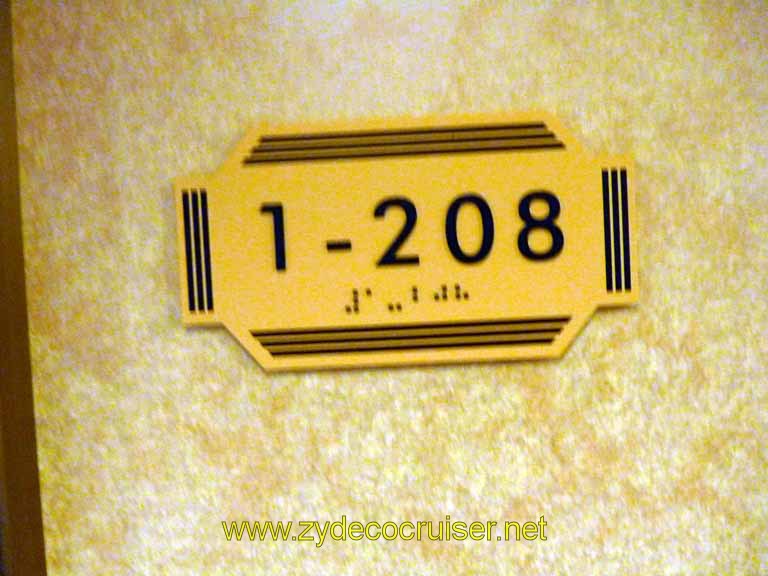 1-208
⠼⠁⠤⠃⠚⠓
www.zydecocruiser.net